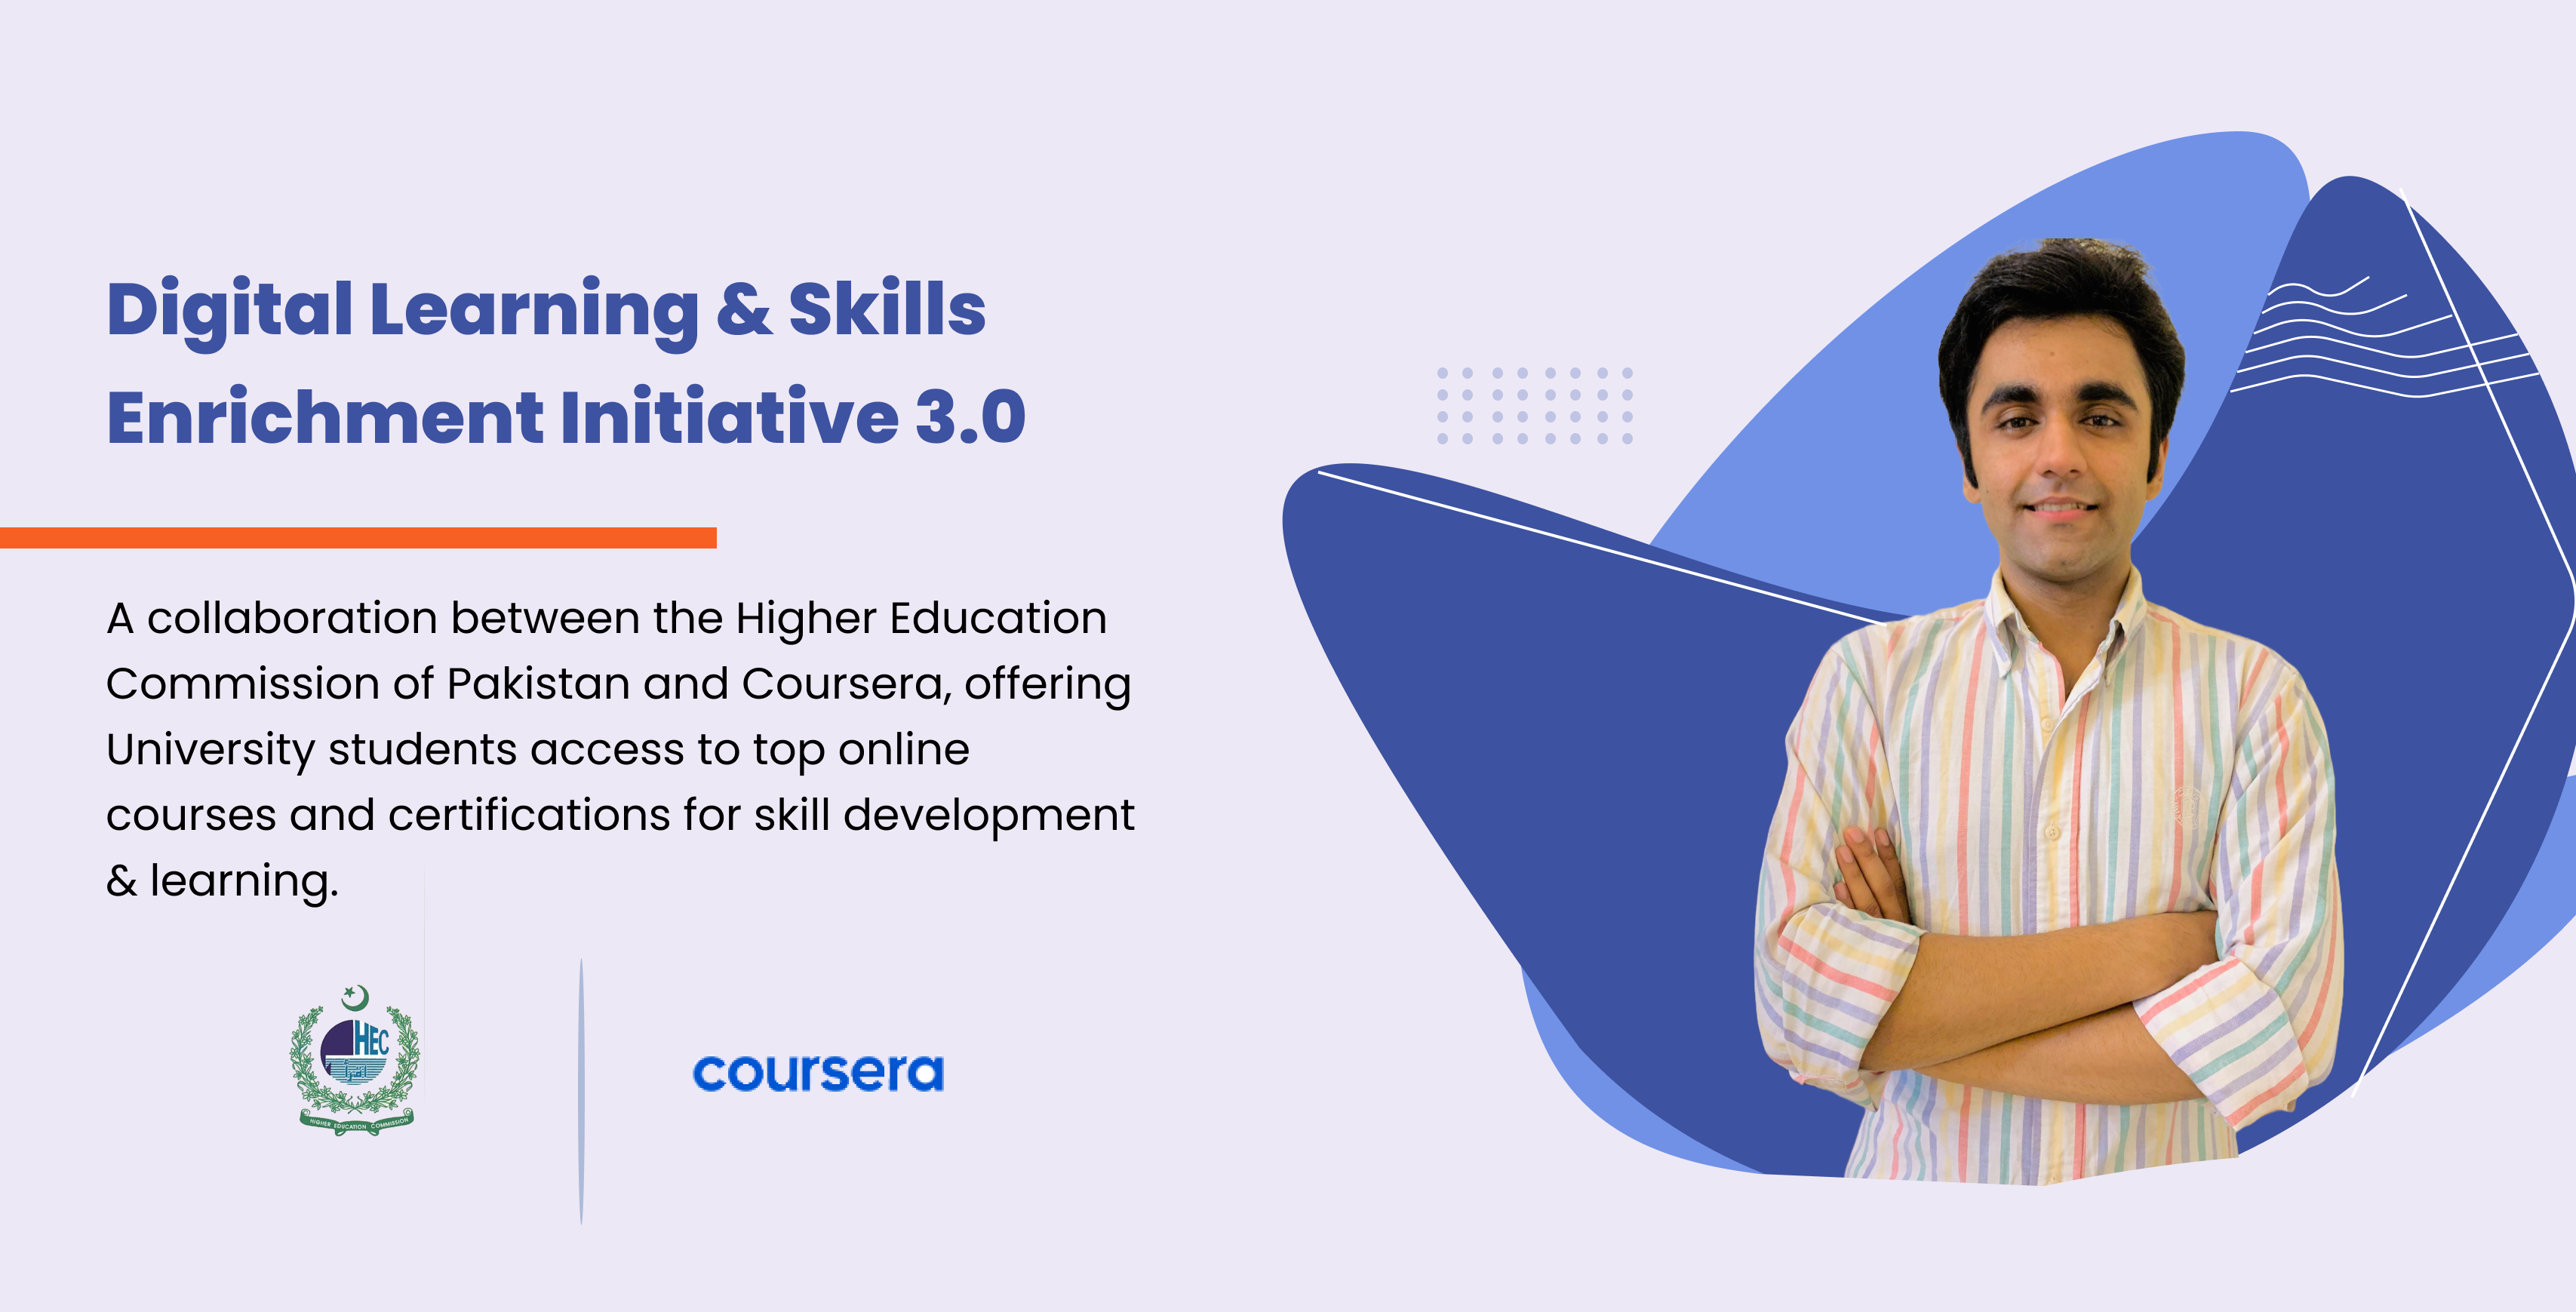 Digital Learning & Skills
Enrichment Initiative 3.0
A collaboration between the Higher Education
Commission of Pakistan and Coursera, offering
University students access to top online
courses and certifications for skill development
& learning.
HEC
اقرأ
HIGHER EDUCATION COMMISSION
coursera